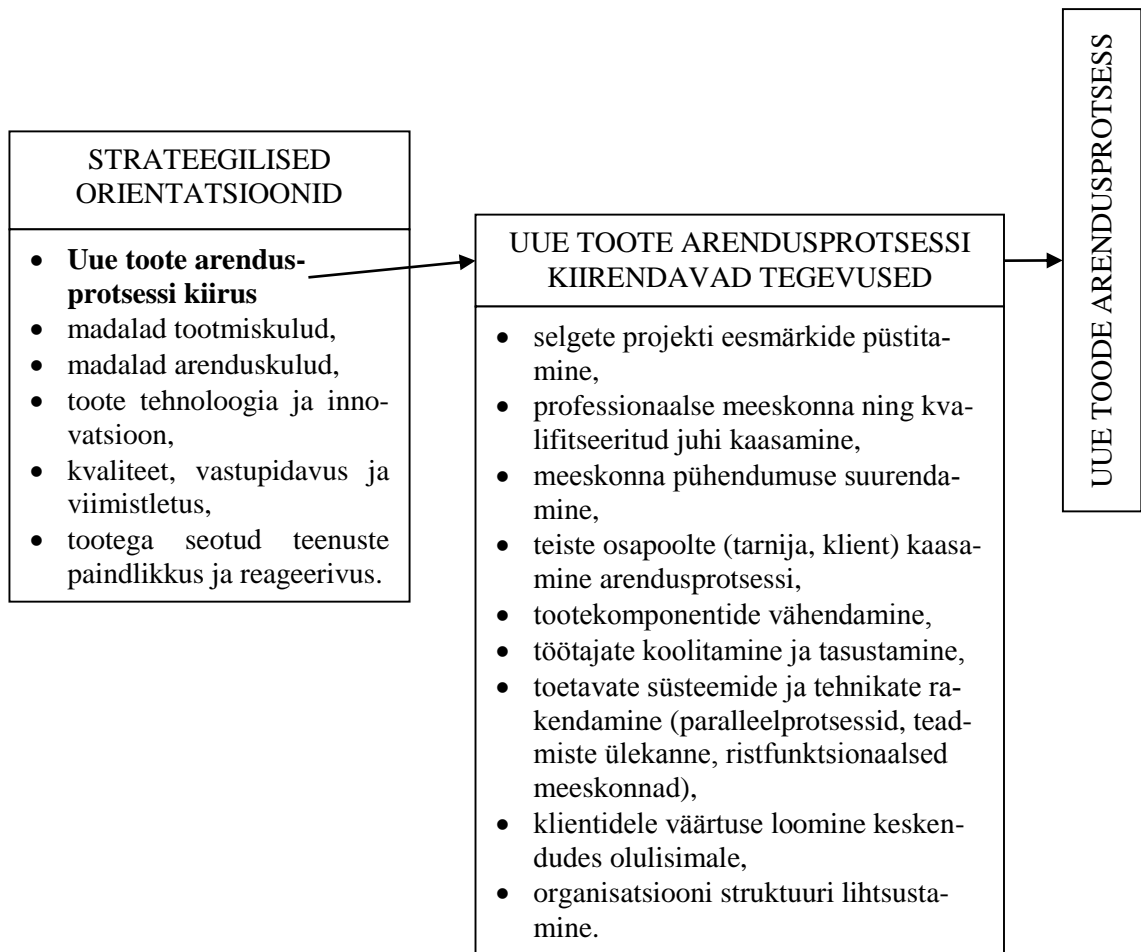 STRATEEGILISED
ORIENTATSIOONID
• Uue toote arendus-
protsessi kiirus
• madalad tootmiskulud,
• madalad arenduskulud,
• toote tehnoloogia ja inno-
vatsioon,
• kvaliteet, vastupidavus ja
viimistletus,
• tootega seotud teenuste
paindlikkus ja reageerivus.
UUE TOOTE ARENDUSPROTSESSI
KIIRENDAVAD TEGEVUSED
• selgete projekti eesmärkide püstita-
mine,
• professionaalse meeskonna ning kva-
lifitseeritud juhi kaasamine,
• meeskonna pühendumuse suurenda-
mine,
• teiste osapoolte (tarnija, klient) kaasa-
mine arendusprotsessi,
• tootekomponentide vähendamine,
• töötajate koolitamine ja tasustamine,
• toetavate süsteemide ja tehnikate ra-
kendamine (paralleelprotsessid, tead-
miste ülekanne, ristfunktsionaalsed
meeskonnad),
• klientidele väärtuse loomine kesken-
dudes olulisimale,
• organisatsiooni struktuuri lihtsusta-
mine.
UUE TOODE ARENDUSPROTSESS